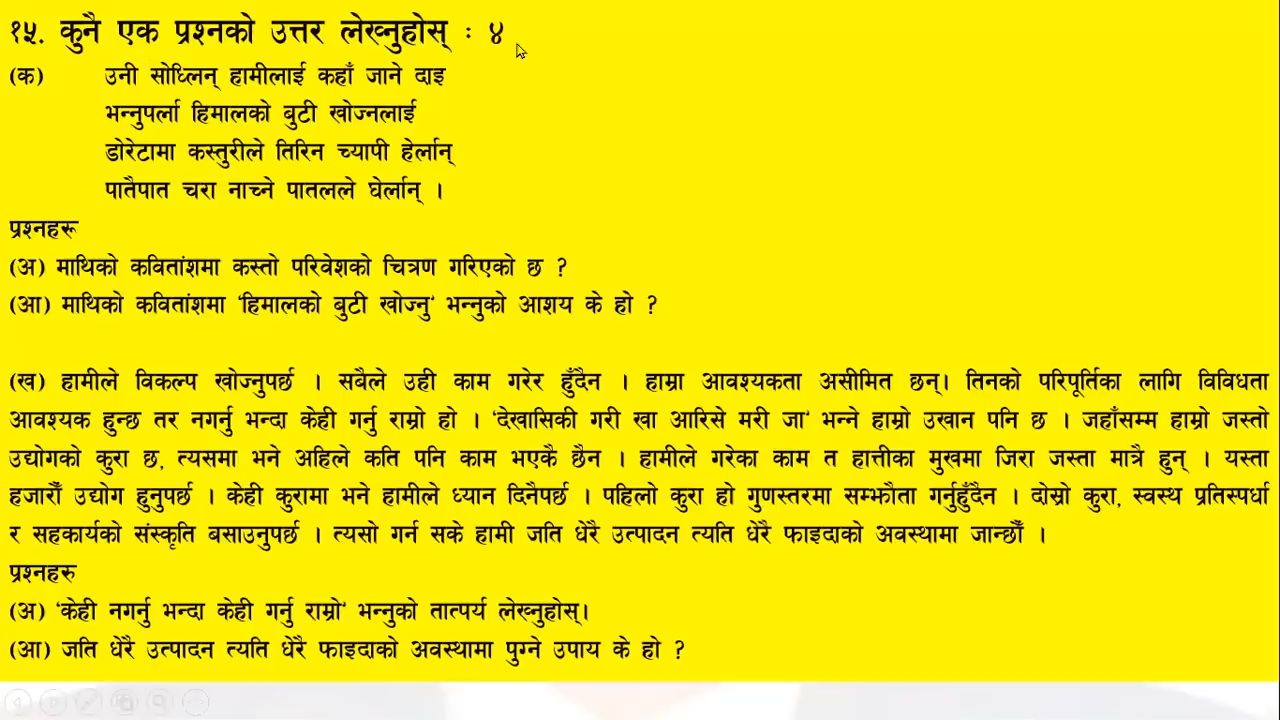 १५. कुनै एक प्रश्नको उत्तर लेख्नुहोस् : ४
(क) उनी सोध्लिन् हामीलाई कहाँ जाने दाइ
भन्नुपर्ला हिमालको बुटी खोज्नलाई
डोरेटामा कस्तुरीले तिरिन च्यापी हेर्लान्
पातैपात चरा नाच्ने पातलले घेर्लान् ।
प्रश्नहरू
(अ) माथिको कवितांशमा कस्तो परिवेशको चित्रण गरिएको छ ?
(आ) माथिको कवितांशमा 'हिमालको बुटी खोज्नु' भन्नुको आशय के हो ?
(ख) हामीले विकल्प खोज्नुपर्छ । सबैले उही काम गरेर हुँदैन । हाम्रा आवश्यकता असीमित छन्। तिनको परिपूर्तिका लागि विविधता
आवश्यक हुन्छ तर नगर्नु भन्दा केही गर्नु राम्रो हो । 'देखासिकी गरी खा आरिसे मरी जा' भन्ने हाम्रो उखान पनि छ । जहाँसम्म हाम्रो जस्तो
उद्योगको कुरा छ, त्यसमा भने अहिले कति पनि काम भएकै छैन । हामीले गरेका काम त हात्तीका मुखमा जिरा जस्ता मात्रै हुन् । यस्ता
हजारौँ उद्योग हुनुपर्छ । केही कुरामा भने हामीले ध्यान दिनैपर्छ । पहिलो कुरा हो गुणस्तरमा सम्झौता गर्नुहुँदैन । दोस्रो कुरा, स्वस्थ प्रतिस्पर्धा
र सहकार्यको संस्कृति बसाउनुपर्छ । त्यसो गर्न सके हामी जति धेरै उत्पादन त्यति धेरै फाइदाको अवस्थामा जान्छौँ ।
प्रश्नहरु
(अ) 'केही नगर्नु भन्दा केही गर्नु राम्रो' भन्नुको तात्पर्य लेख्नुहोस्।
(आ) जति धेरै उत्पादन त्यति धेरै फाइदाको अवस्थामा पुग्ने उपाय के हो ?